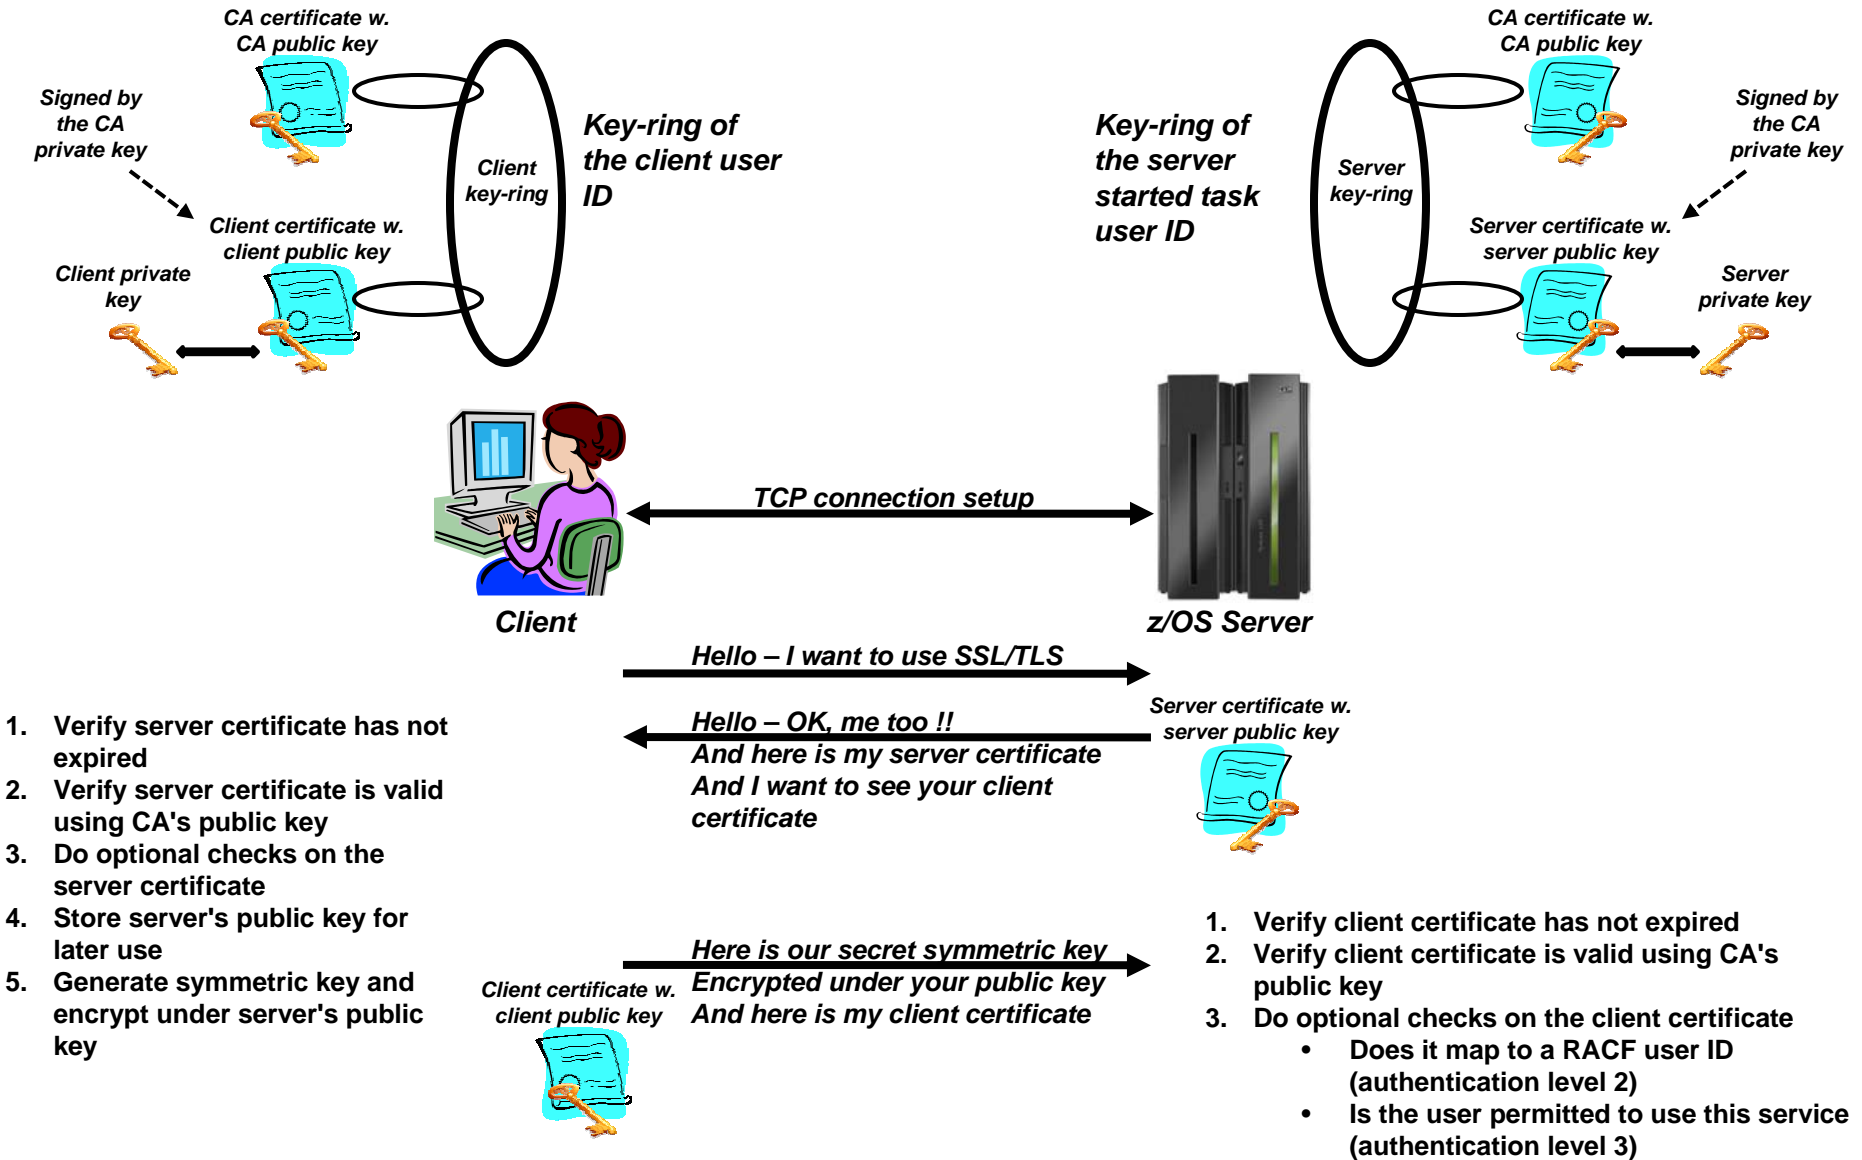 CA certificate w.
CA public key
Signed by
the CA
private key
Client
key-ring
Key-ring of
the client user
ID
Client certificate w.
client public key
Client private
key
CA certificate w.
CA public key
Key-ring of
the server
started task
user ID
Server
key-ring
Signed by
the CA
private key
Server certificate w.
server public key
Server
private key
TCP connection setup
Client
z/OS Server
Hello – I want to use SSL/TLS
Hello – OK, me too !!
And here is my server certificate
And I want to see your client
certificate
Server certificate w.
server public key
1. Verify server certificate has not
expired
2. Verify server certificate is valid
using CA's public key
3. Do optional checks on the
server certificate
4. Store server's public key for
later use
5. Generate symmetric key and
encrypt under server's public
key
Client certificate w.
client public key
Here is our secret symmetric key
Encrypted under your public key
And here is my client certificate
1. Verify client certificate has not expired
2. Verify client certificate is valid using CA's
public key
3. Do optional checks on the client certificate
• Does it map to a RACF user ID
(authentication level 2)
• Is the user permitted to use this service
(authentication level 3)